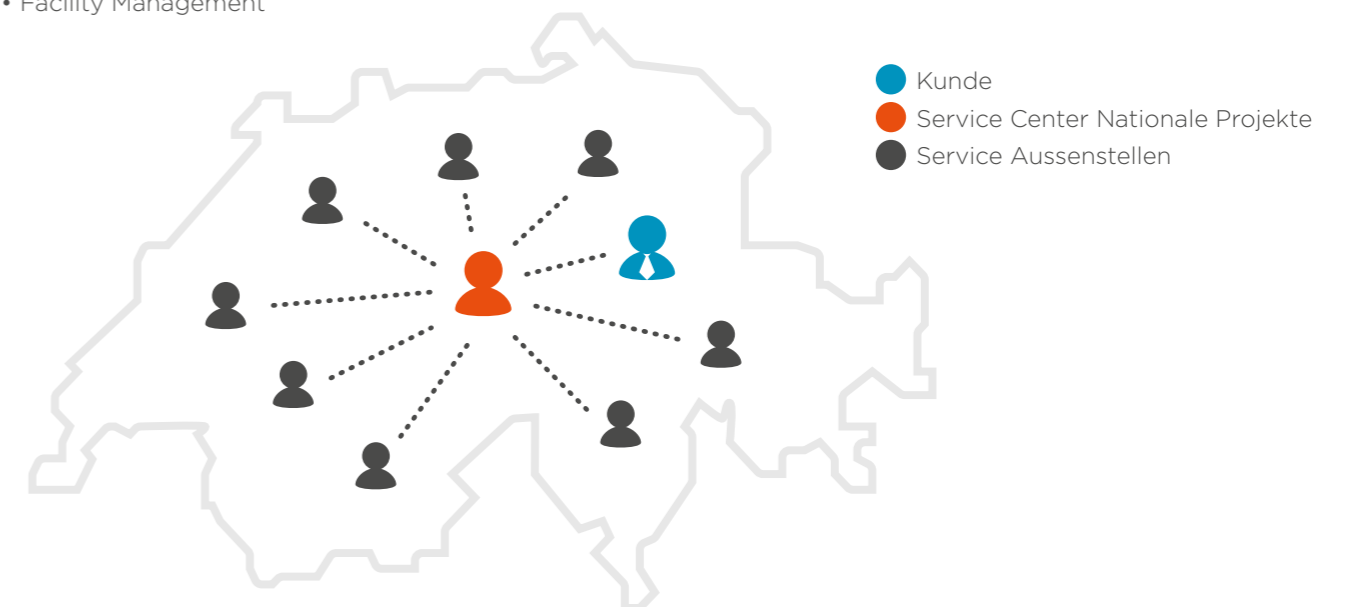 • Facility Management
Kunde
Service Center Nationale Projekte
Service Aussenstellen